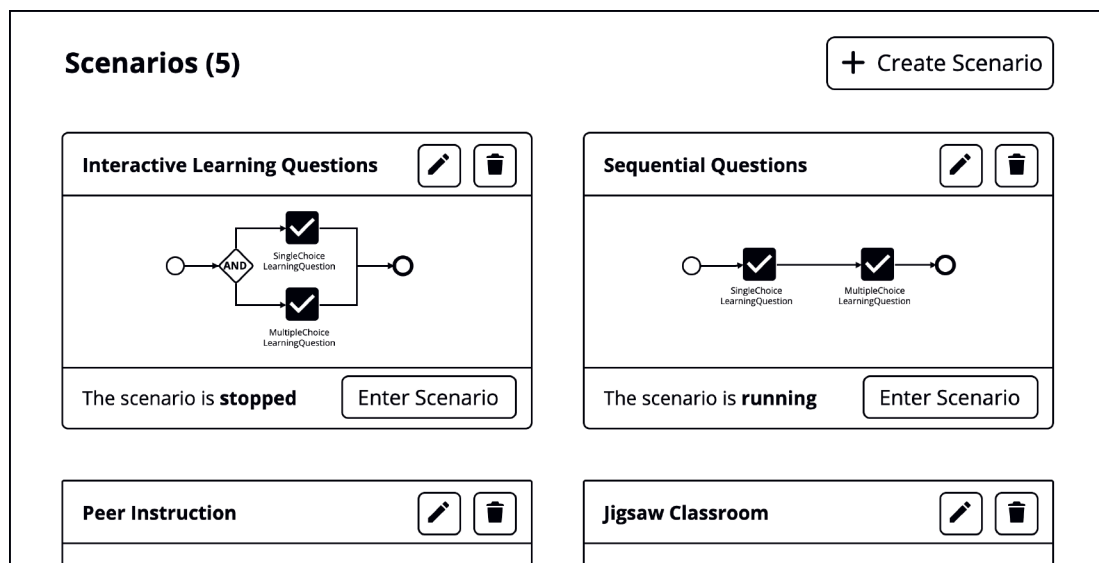 Scenarios (5)
+ Create Scenario
Interactive Learning Questions
AND
SingleChoice
LearningQuestion
MultipleChoice
LearningQuestion
The scenario is stopped
Enter Scenario
Sequential Questions
SingleChoice
LearningQuestion
MultipleChoice
LearningQuestion
The scenario is running
Enter Scenario
Peer Instruction
Jigsaw Classroom